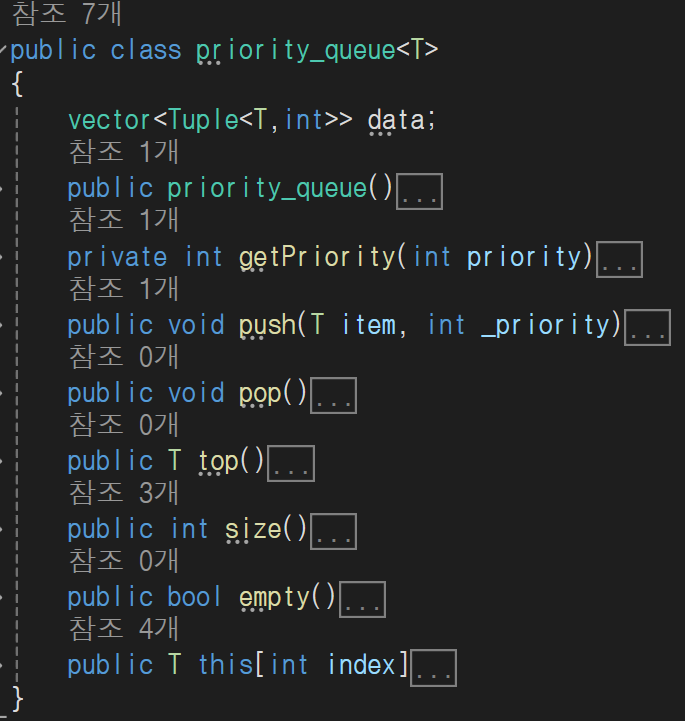 참조 7개
public class priority_queue<T>
{
vector<Tuple<T,int>> data;
참조 1개
public priority_queue()...
참조 1개
private int getPriority(int priority)...
참조 1개
public void push(T item, int _priority)...
참조 0개
public void pop()...
참조 0개
public T top()...
참조 3개
public int size()...
참조 0개
public bool empty()...
참조 4개
public T this[int index]...
}